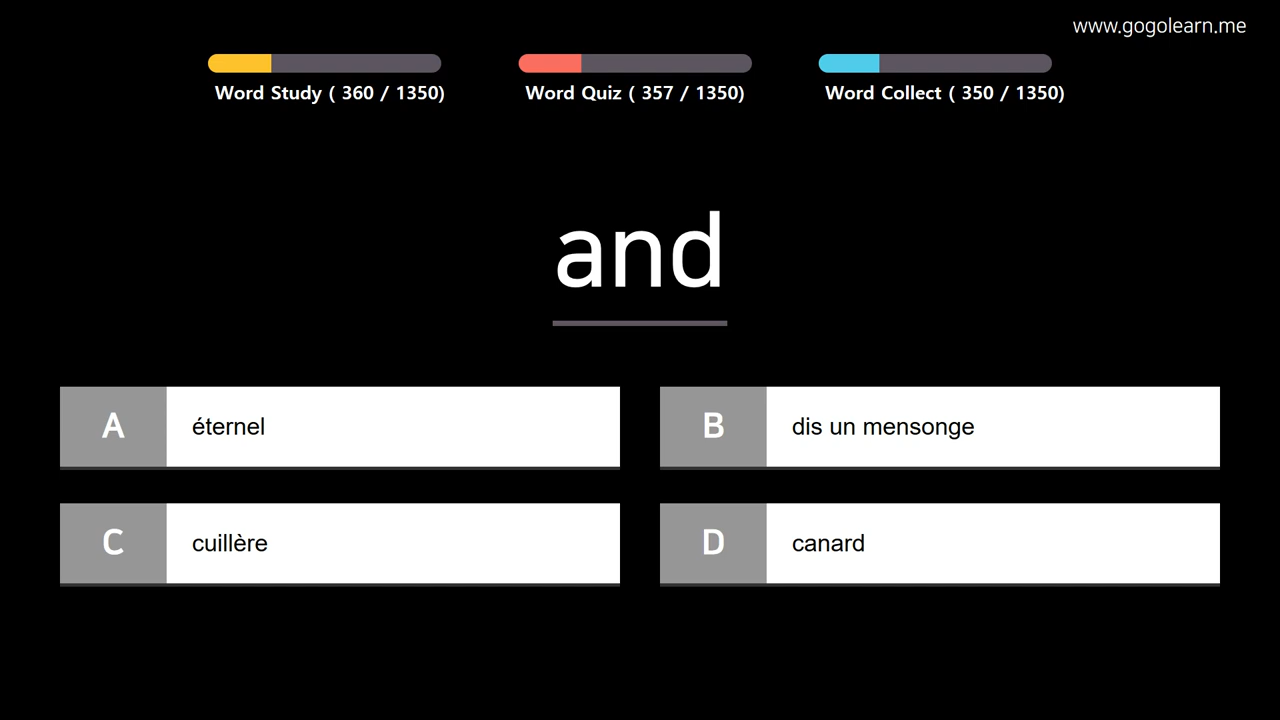 www.gogolearn.me
Word Study ( 360 / 1350)
Word Quiz ( 357 / 1350)
Word Collect ( 350 / 1350)
and
A éternel
B dis un mensonge
C cuillère
D canard